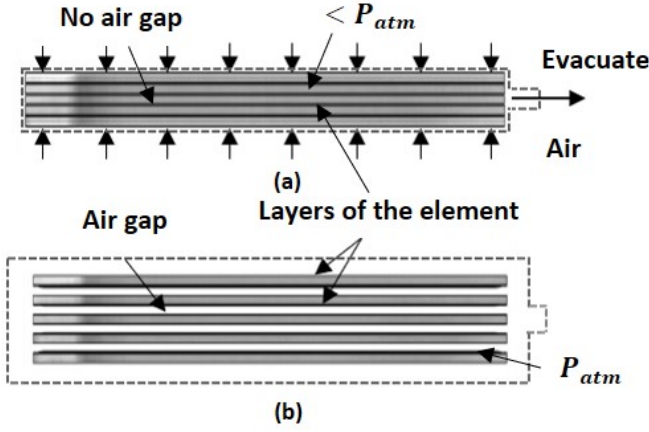 No air gap
< P_atm
Evacuate
Air
(a)
Layers of the element
Air gap
P_atm
(b)